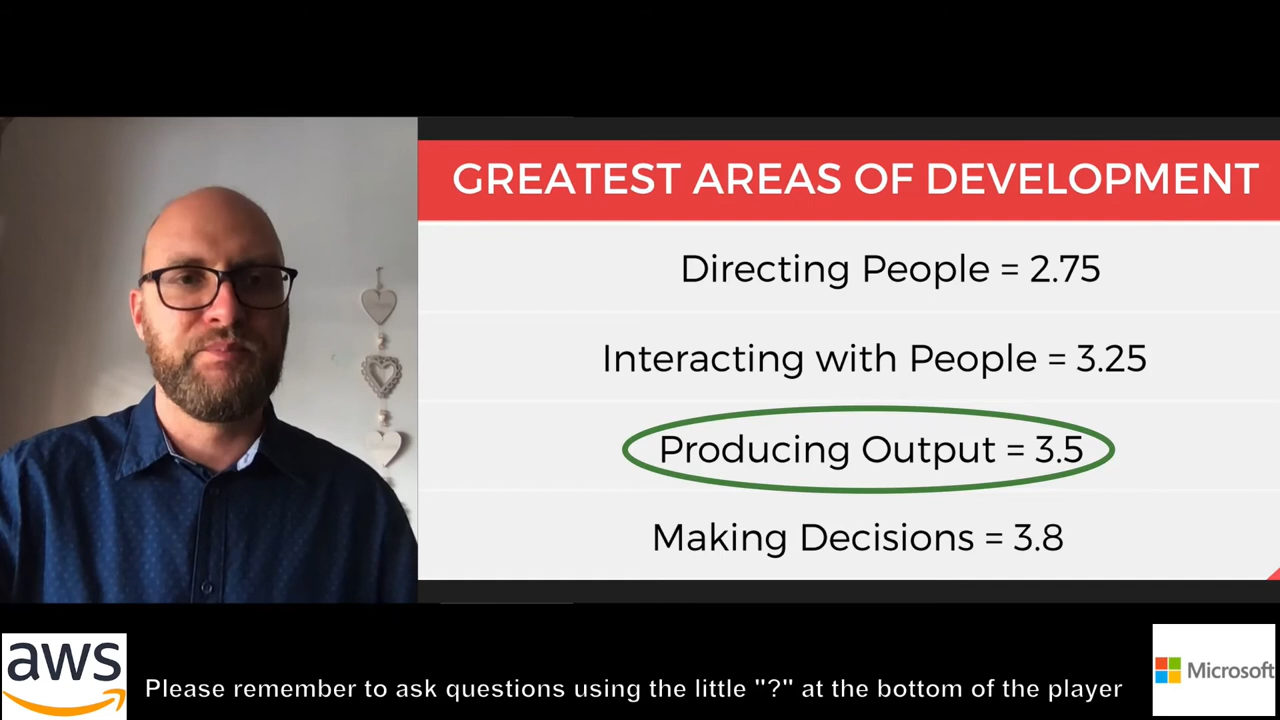 GREATEST AREAS OF DEVELOPMENT
Directing People = 2.75
Interacting with People = 3.25
Producing Output = 3.5
Making Decisions = 3.8
aws
Please remember to ask questions using the little "?" at the bottom of the player
Microsoft